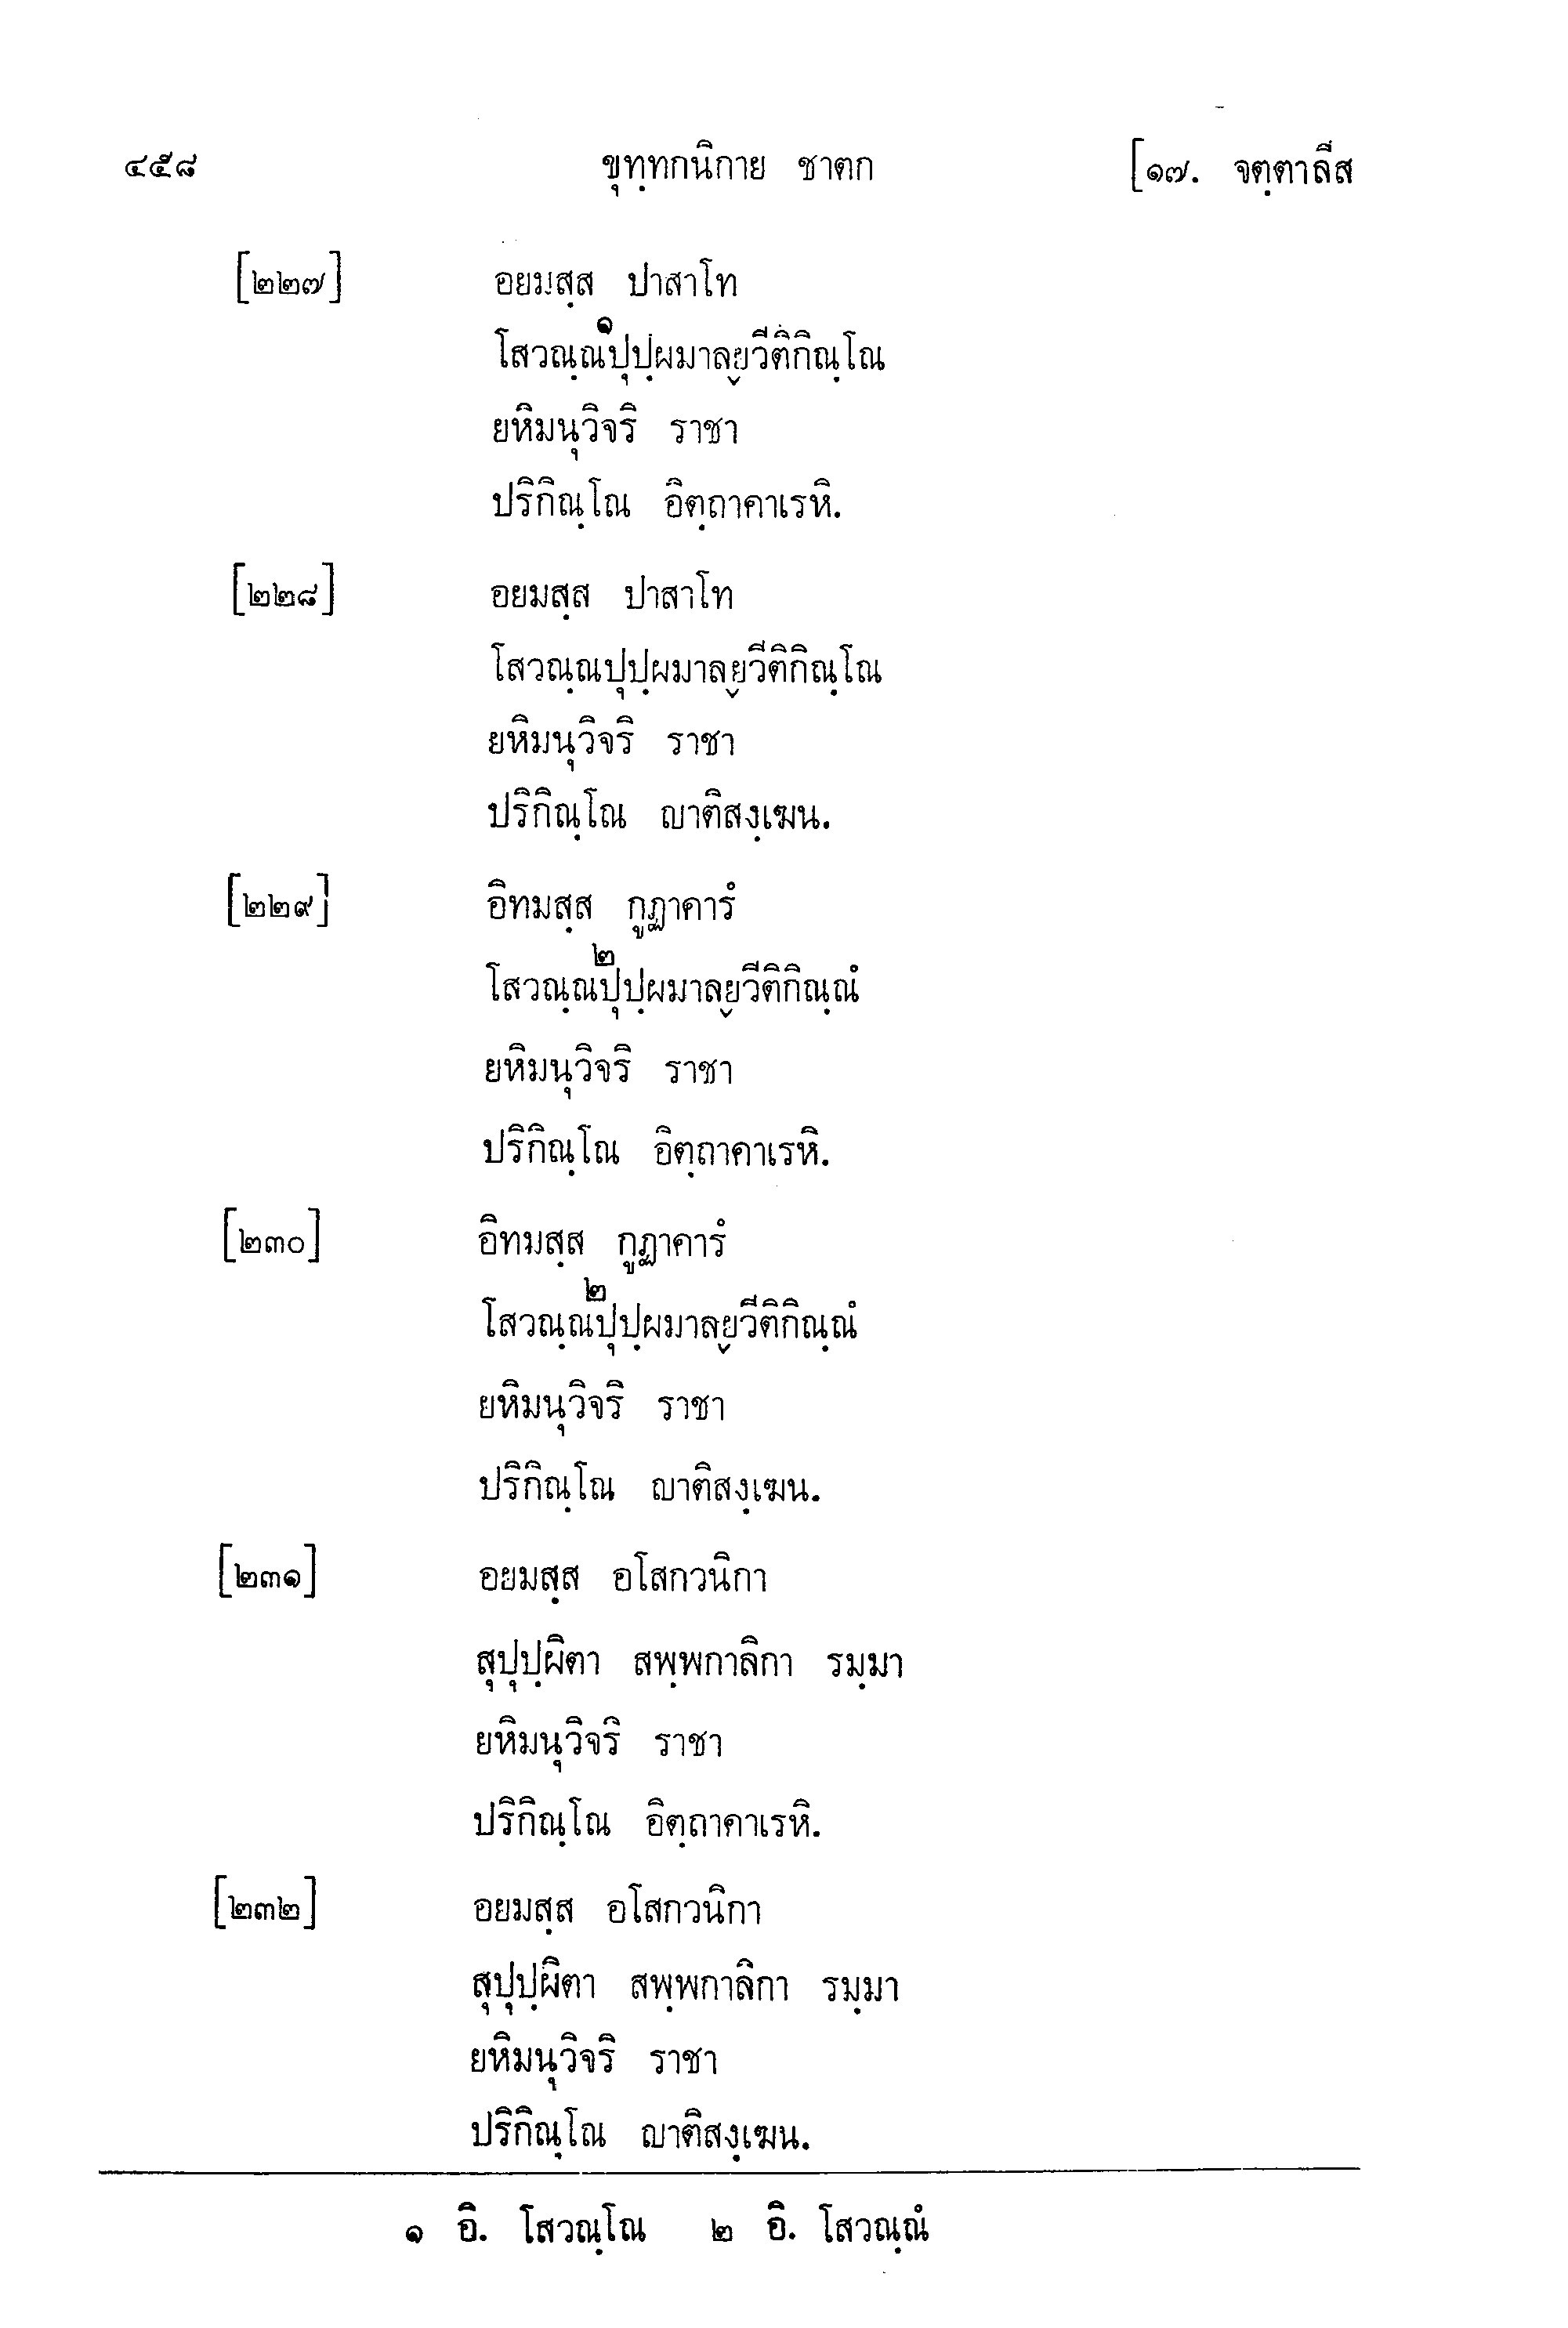 ๔๕๘ ขุทฺทกนิกาย ชาตก [๑๗. จตฺตาลีส
[๒๒๗] อยมสฺส ปาสาโท
โสวณฺณ๑ปุปฺผมาลฺยวีติกิณฺโณ
ยหิมนุวิจริ ราชา
ปริกิณฺโณ อิตฺถาคาเรหิ.
[๒๒๘] อยมสฺส ปาสาโท
โสวณฺณปุปฺผมาลฺยวีติกิณฺโณ
ยหิมนุวิจริ ราชา
ปริกิณฺโณ ญาติสงฺเฆน.
[๒๒๙] อิทมสฺส กูฏาคารํ
โสวณฺณ๒ปุปฺผมาลฺยวีติกิณฺณํ
ยหิมนุวิจริ ราชา
ปริกิณฺโณ อิตฺถาคาเรหิ.
[๒๓๐] อิทมสฺส กูฏาคารํ
โสวณฺณ๒ปุปฺผมาลฺยวีติกิณฺณํ
ยหิมนุวิจริ ราชา
ปริกิณฺโณ ญาติสงฺเฆน.
[๒๓๑] อยมสฺส อโสกวนิกา
สุปุปฺผิตา สพฺพกาลิกา รมฺมา
ยหิมนุวิจริ ราชา
ปริกิณฺโณ อิตฺถาคาเรหิ.
[๒๓๒] อยมสฺส อโสกวนิกา
สุปุปฺผิตา สพฺพกาลิกา รมฺมา
ยหิมนุวิจริ ราชา
ปริกิณฺโณ ญาติสงฺเฆน.
๑ อิ. โสวณฺโณ ๒ อิ. โสวณฺณํ